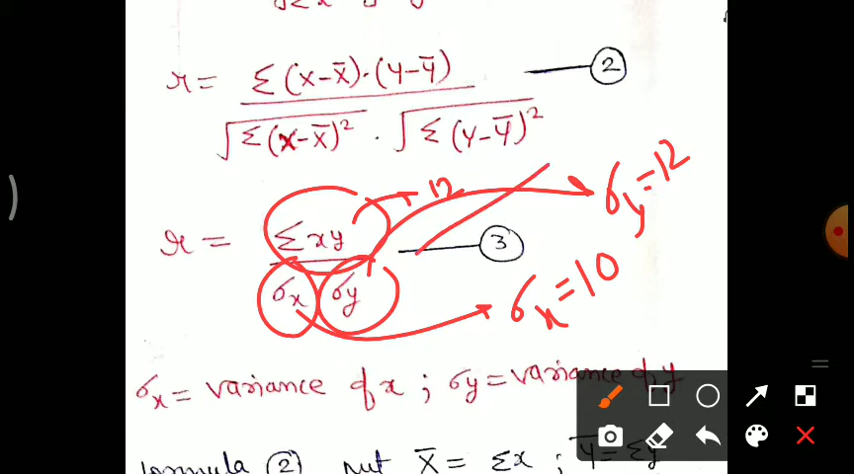 r = Σ(x-x̄)·(y-ȳ) / √Σ(x-x̄)² · √Σ(y-ȳ)² —— ②
12
σy=12
r = Σxy / σx σy —— ③
σx=10
σx = variance of x ; σy = variance of y
formula ② put X̄ = Σx ; Ȳ = Σy